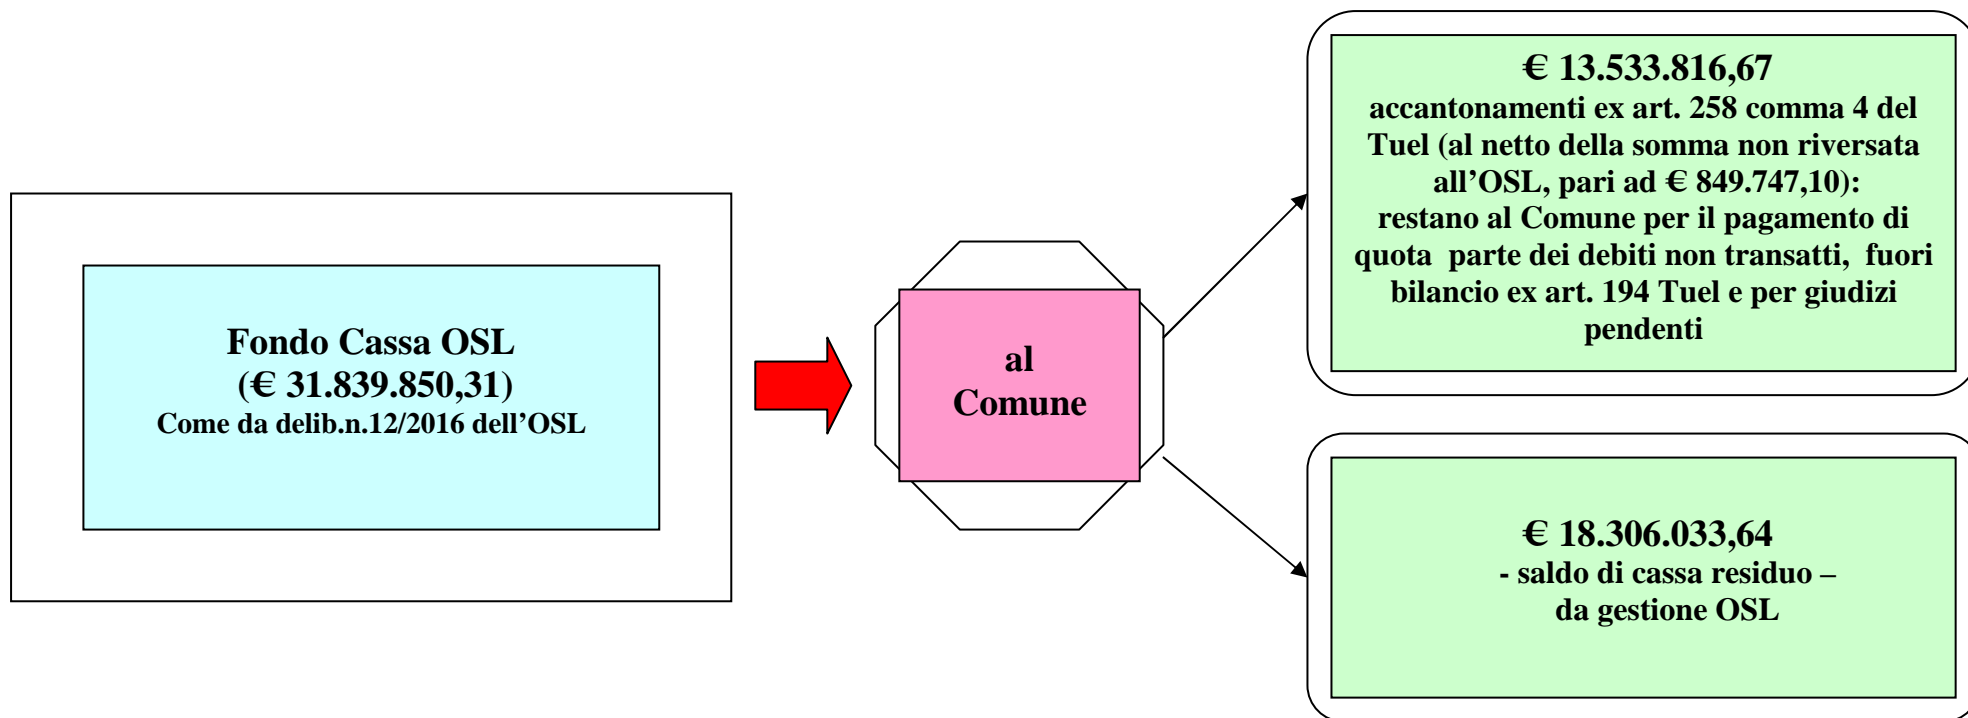 Fondo Cassa OSL
(€ 31.839.850,31)
Come da delib.n.12/2016 dell’OSL
al
Comune
€ 13.533.816,67
accantonamenti ex art. 258 comma 4 del
Tuel (al netto della somma non riversata
all’OSL, pari ad € 849.747,10):
restano al Comune per il pagamento di
quota parte dei debiti non transatti, fuori
bilancio ex art. 194 Tuel e per giudizi
pendenti
€ 18.306.033,64
- saldo di cassa residuo –
da gestione OSL